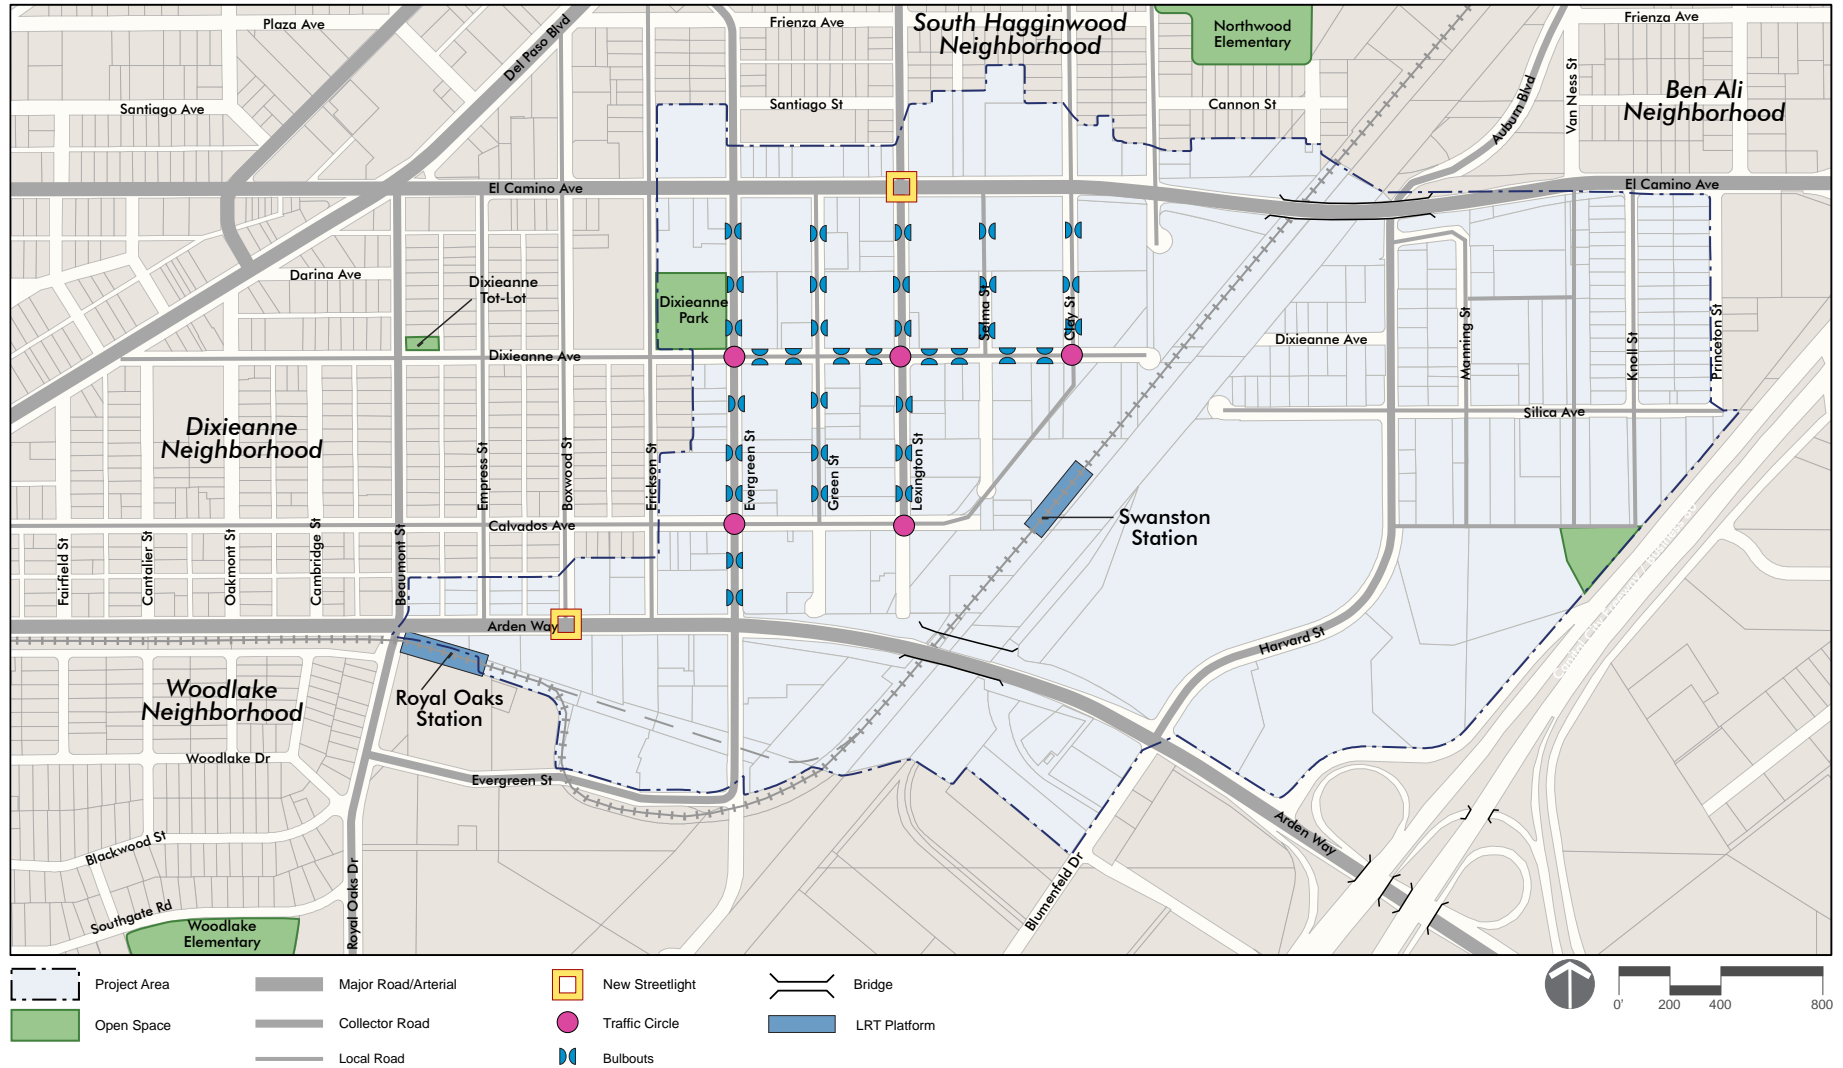 Plaza Ave
Del Paso Blvd
Frienza Ave
South Hagginwood
Neighborhood
Northwood
Elementary
Frienza Ave
Santiago Ave
Santiago St
Cannon St
Auburn Blvd
Van Ness St
Ben Ali
Neighborhood
El Camino Ave
El Camino Ave
Darina Ave
Dixieanne
Tot-Lot
Dixieanne
Park
Selma St
Clay St
Dixieanne Ave
Dixieanne Ave
Manning St
Knoll St
Princeton St
Silica Ave
Dixieanne
Neighborhood
Empress St
Boxwood St
Erickson St
Evergreen St
Green St
Lexington St
Calvados Ave
Swanston
Station
Fairfield St
Cantalier St
Oakmont St
Cambridge St
Beaumont St
Capital City Freeway / Business 80
Arden Way
Harvard St
Woodlake
Neighborhood
Royal Oaks
Station
Woodlake Dr
Evergreen St
Arden Way
Blackwood St
Royal Oaks Dr
Blumenfeld Dr
Southgate Rd
Woodlake
Elementary
Project Area
Major Road/Arterial
New Streetlight
Bridge
0'
200
400
800
Open Space
Collector Road
Traffic Circle
LRT Platform
Local Road
Bulbouts